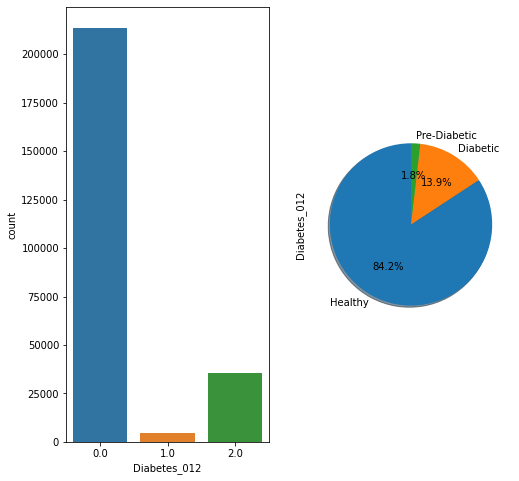 200000
175000
150000
125000
100000
75000
50000
25000
0
count
0.0 1.0 2.0
Diabetes_012
Diabetes_012
Pre-Diabetic
Diabetic
1.8%
13.9%
84.2%
Healthy